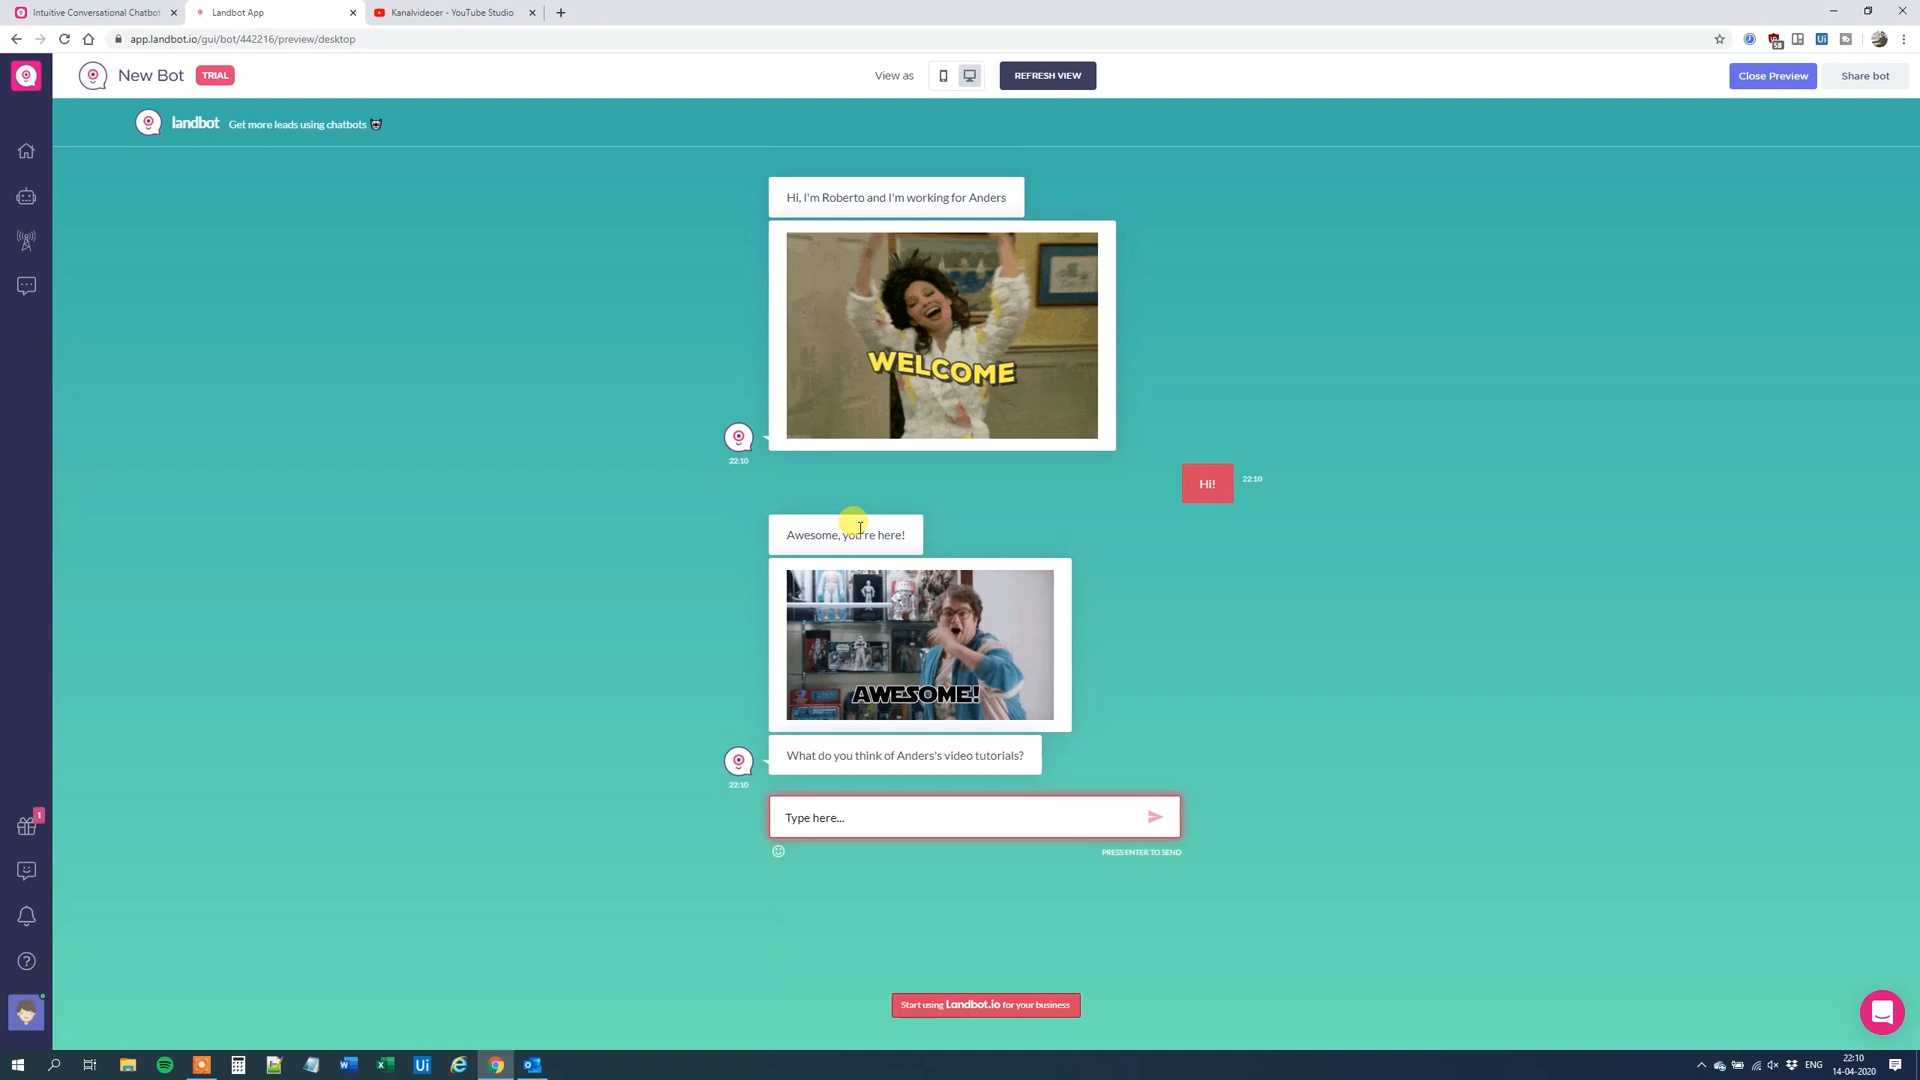 Intuitive Conversational Chatbot
Landbot App
Kanalvideoer - YouTube Studio
app.landbot.io/gui/bot/442216/preview/desktop
58
Ui
New Bot
TRIAL
View as
REFRESH VIEW
Close Preview
Share bot
landbot
Get more leads using chatbots
Hi, I'm Roberto and I'm working for Anders
WELCOME
22:10
Hi!
22:10
Awesome, you're here!
AWESOME!
What do you think of Anders's video tutorials?
22:10
Type here...
PRESS ENTER TO SEND
1
Start using Landbot.io for your business
Ui
ENG
22:10
14-04-2020